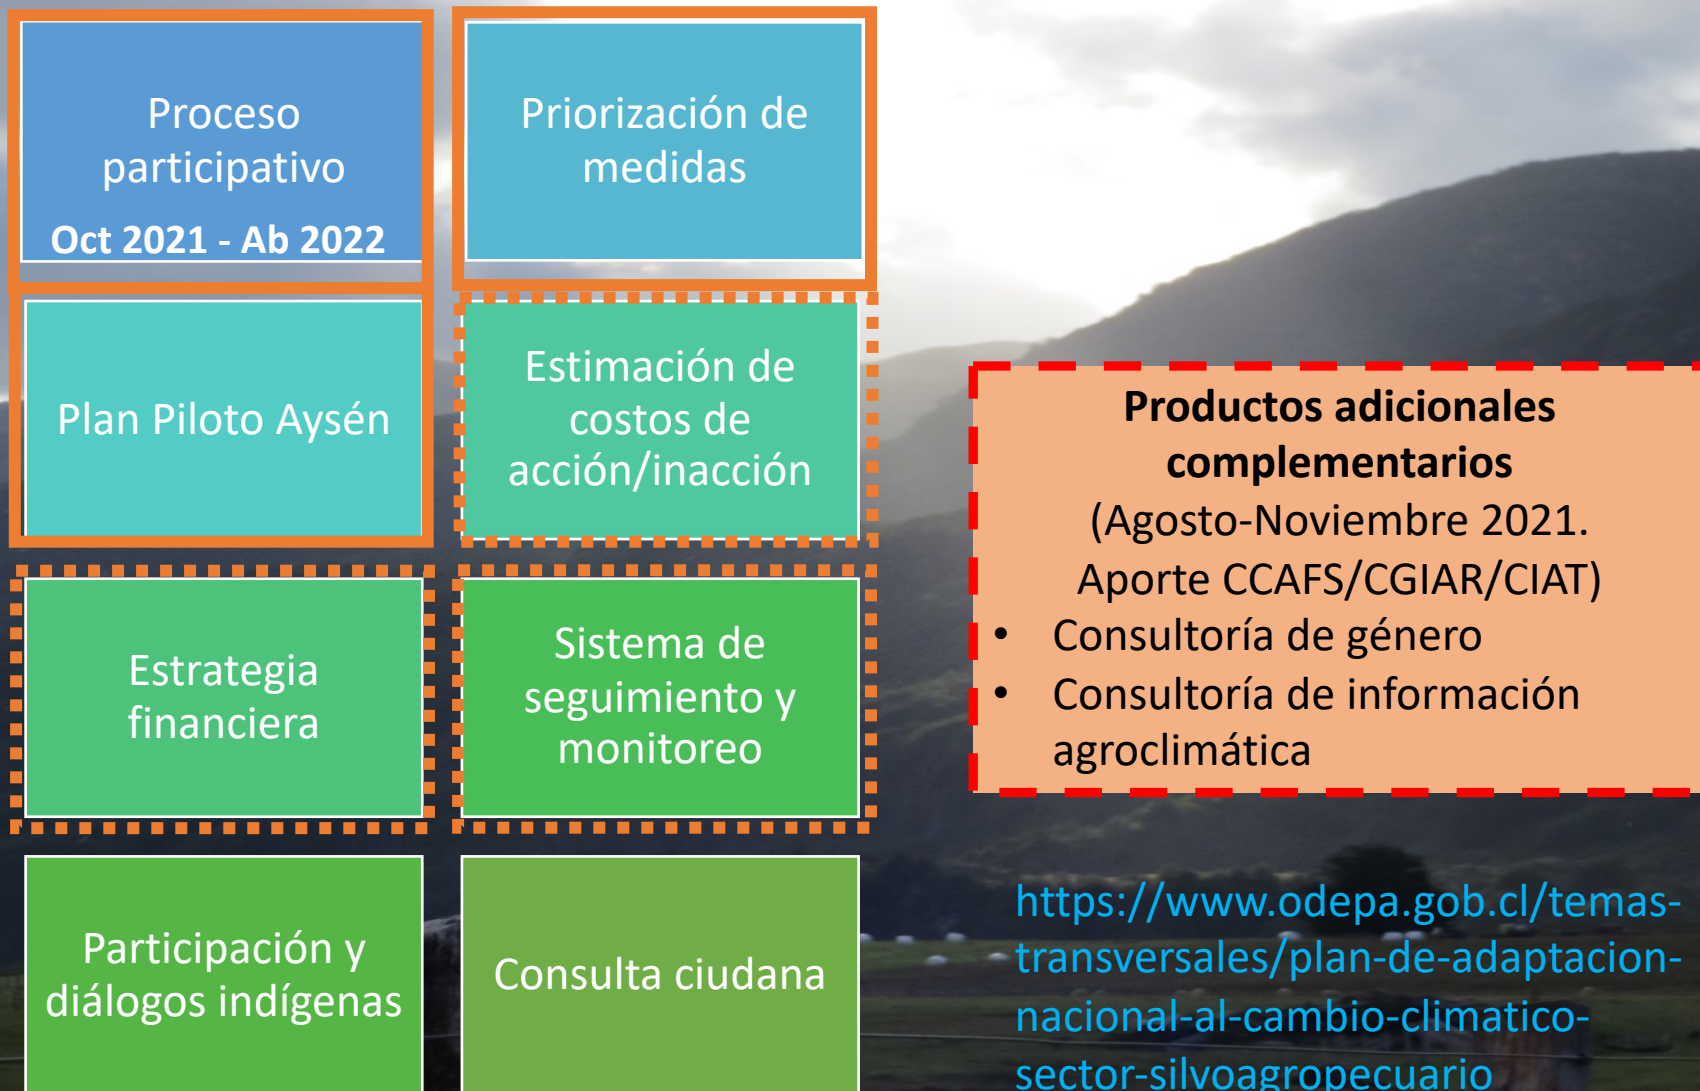 Proceso
participativo
Oct 2021 - Ab 2022
Priorización de
medidas
Plan Piloto Aysén
Estimación de
costos de
acción/inacción
Estrategia
financiera
Sistema de
seguimiento y
monitoreo
Participación y
diálogos indígenas
Consulta ciudana
Productos adicionales
complementarios
(Agosto-Noviembre 2021.
Aporte CCAFS/CGIAR/CIAT)
• Consultoría de género
• Consultoría de información
agroclimática
https://www.odepa.gob.cl/temas-
transversales/plan-de-adaptacion-
nacional-al-cambio-climatico-
sector-silvoagropecuario